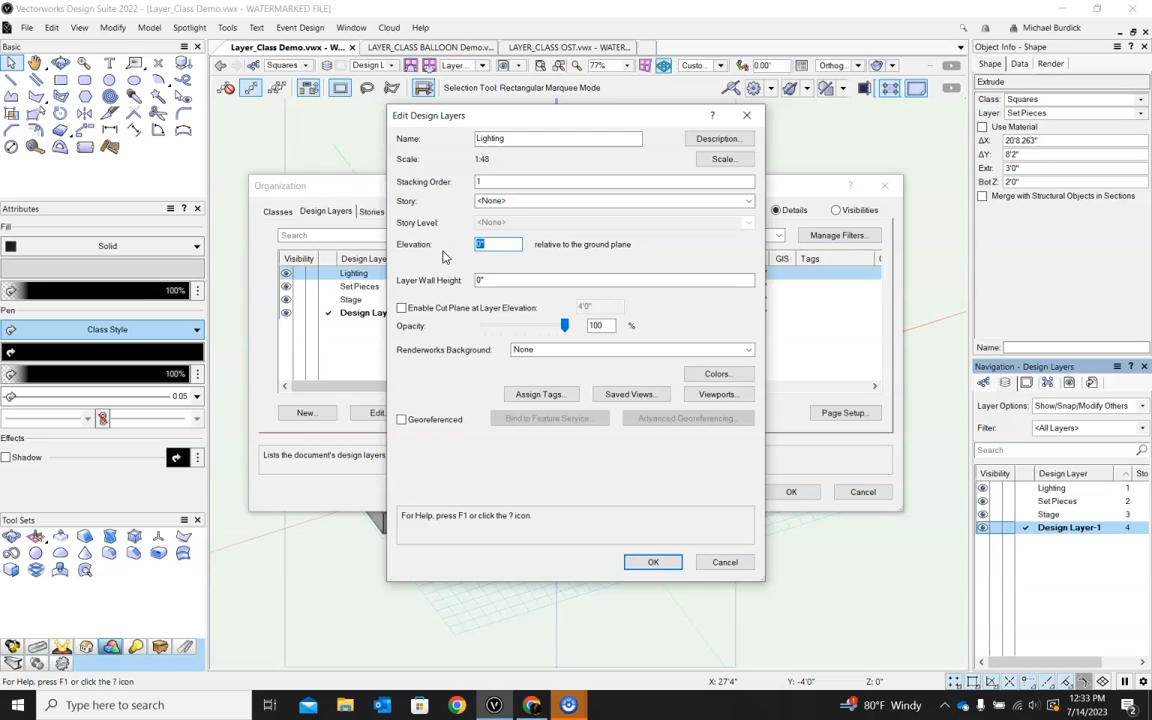 Vectorworks Design Suite 2022 - [Layer_Class Demo.vwx - WATERMARKED FILE]
File Edit View Modify Model Spotlight Tools Text Event Design Window Cloud Help Michael Burdick
Basic
Layer_Class Demo.vwx - W... LAYER_CLASS BALLOON Demo.v... LAYER_CLASS OST.vwx - WATER...
Object Info - Shape
Squares Design L... Layer ... 77% Custo... 0.00° Orthog...
Shape Data Render
Selection Tool: Rectangular Marquee Mode
Extrude
Class: Squares
Layer: Set Pieces
Use Material
ΔX: 20'8.263"
ΔY: 8'2"
Extr: 3'0"
Bot Z: 2'0"
Merge with Structural Objects in Sections
Edit Design Layers
Name: Lighting Description...
Scale: 1:48 Scale...
Stacking Order: 1
Story: <None>
Story Level: <None>
Elevation: 0" relative to the ground plane
Layer Wall Height: 0"
Enable Cut Plane at Layer Elevation: 4'0"
Opacity: 100 %
Renderworks Background: None
Colors...
Assign Tags... Saved Views... Viewports...
Georeferenced Bind to Feature Service... Advanced Georeferencing...
For Help, press F1 or click the ? icon.
OK Cancel
Organization
Classes Design Layers Stories
Details Visibilities
Search
Manage Filters...
Visibility Design Laye GIS Tags
Lighting
Set Pieces
Stage
Design Lay
New... Edit. Page Setup...
Lists the document's design layers
OK Cancel
Attributes
Fill
Solid
100%
Pen
Class Style
100%
0.05
Effects
Shadow
Tool Sets
Name:
Navigation - Design Layers
Layer Options: Show/Snap/Modify Others
Filter: <All Layers>
Search
Visibility Design Layer Sto
Lighting 1
Set Pieces 2
Stage 3
Design Layer-1 4
For Help, press F1 or click the ? icon
X: 27'4" Y: -4'0" Z: 0"
Type here to search
80°F Windy
12:33 PM
7/14/2023